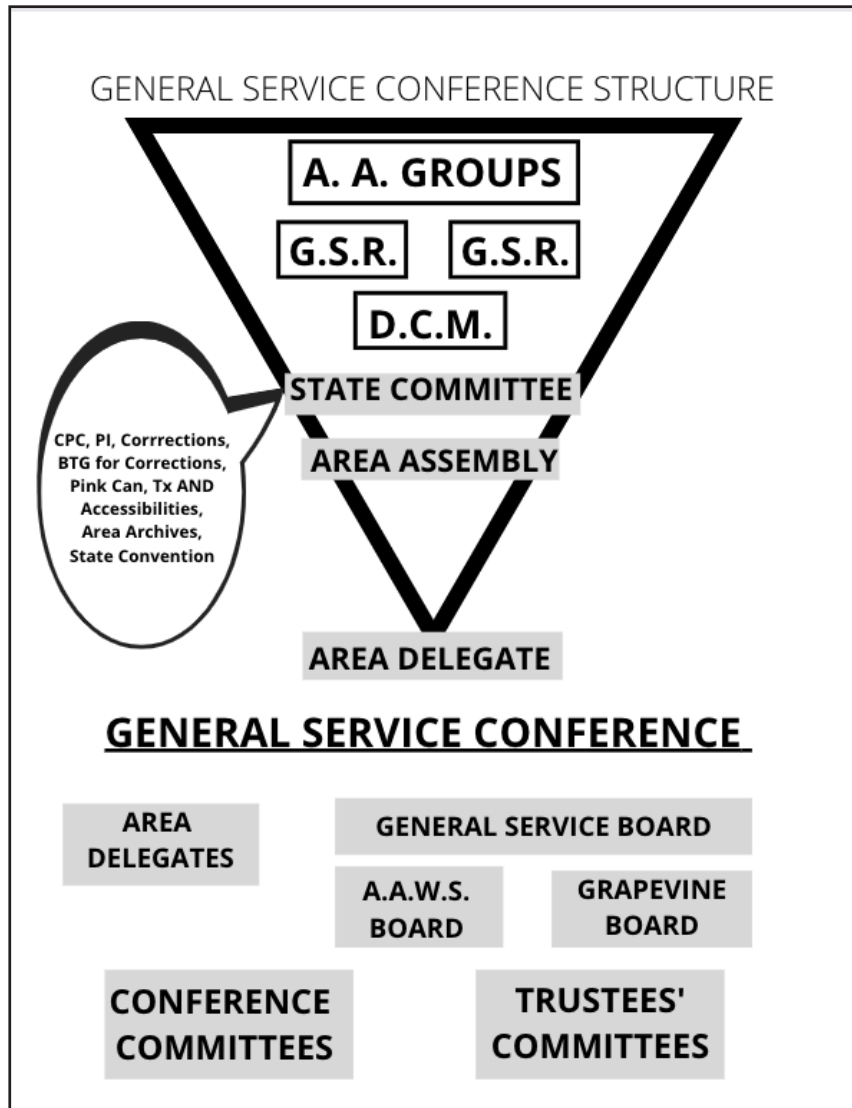 GENERAL SERVICE CONFERENCE STRUCTURE
A. A. GROUPS
G.S.R. G.S.R.
D.C.M.
STATE COMMITTEE
CPC, PI, Corrrections,
BTG for Corrections,
Pink Can, Tx AND
Accessibilities,
Area Archives,
State Convention
AREA ASSEMBLY
AREA DELEGATE
GENERAL SERVICE CONFERENCE
AREA
DELEGATES
GENERAL SERVICE BOARD
A.A.W.S.
BOARD
GRAPEVINE
BOARD
CONFERENCE
COMMITTEES
TRUSTEES'
COMMITTEES